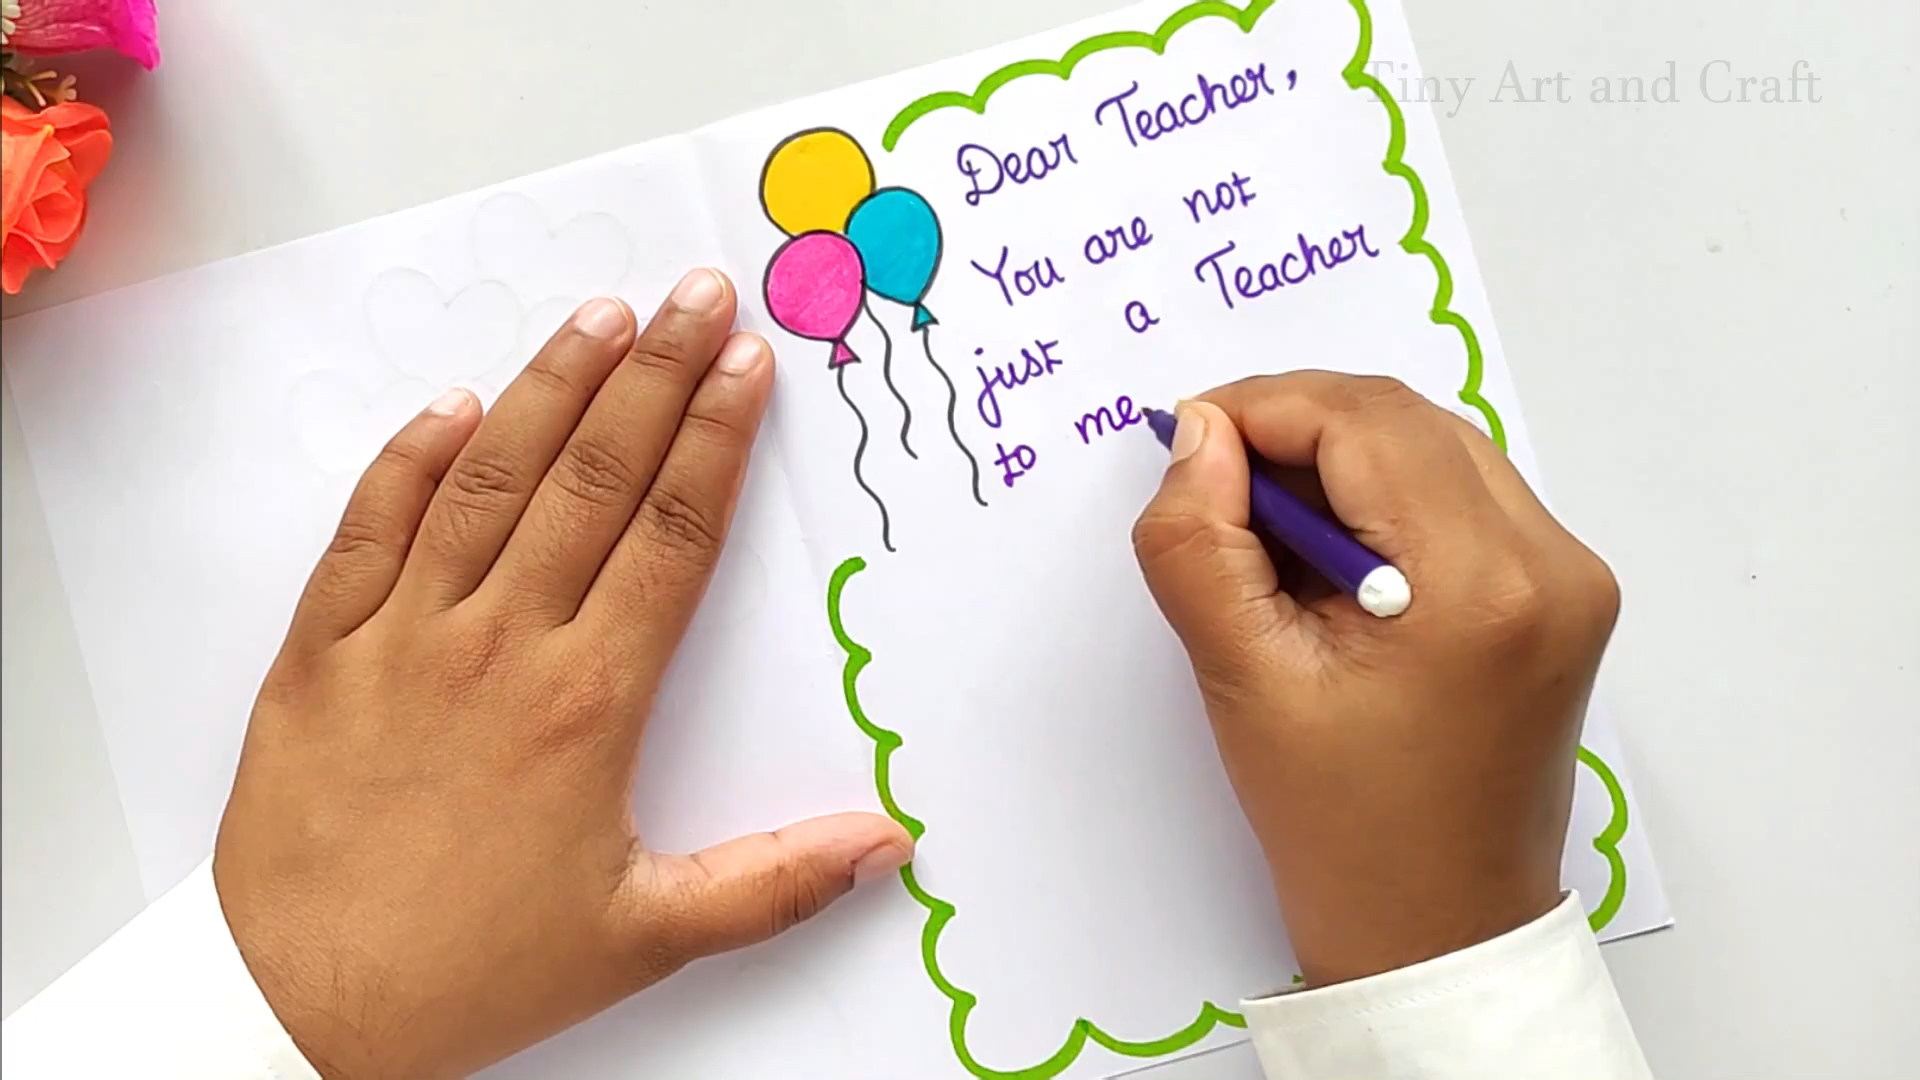 Tiny Art and Craft
Dear Teacher,
You are not
just a Teacher
to me